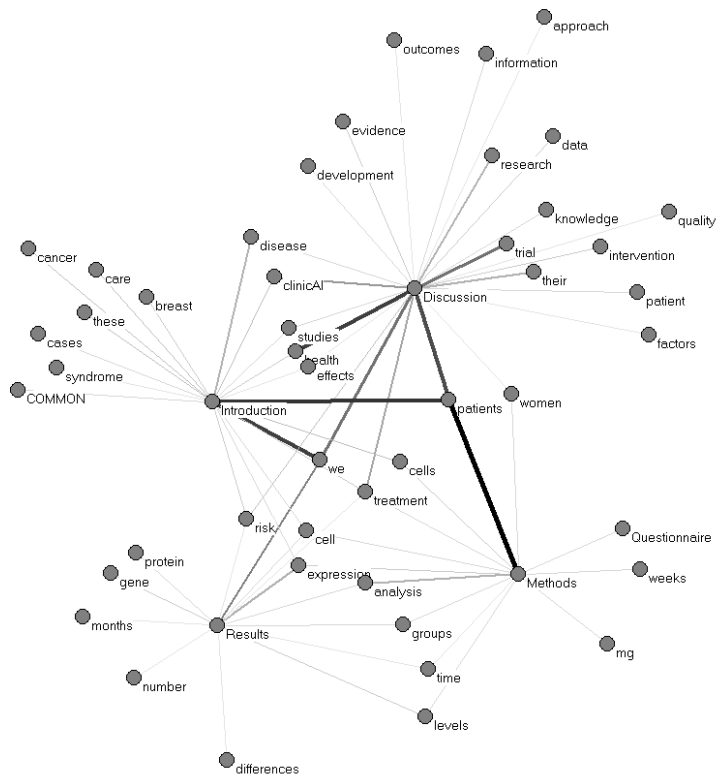 approach
outcomes
information
evidence
data
research
development
knowledge
quality
disease
trial
intervention
cancer
care
clinicAl
their
breast
Discussion
patient
these
studies
factors
cases
health
syndrome
effects
COMMON
Introduction
patients
women
we
cells
treatment
risk
cell
Questionnaire
protein
expression
gene
analysis
Methods
weeks
months
Results
groups
mg
time
number
levels
differences